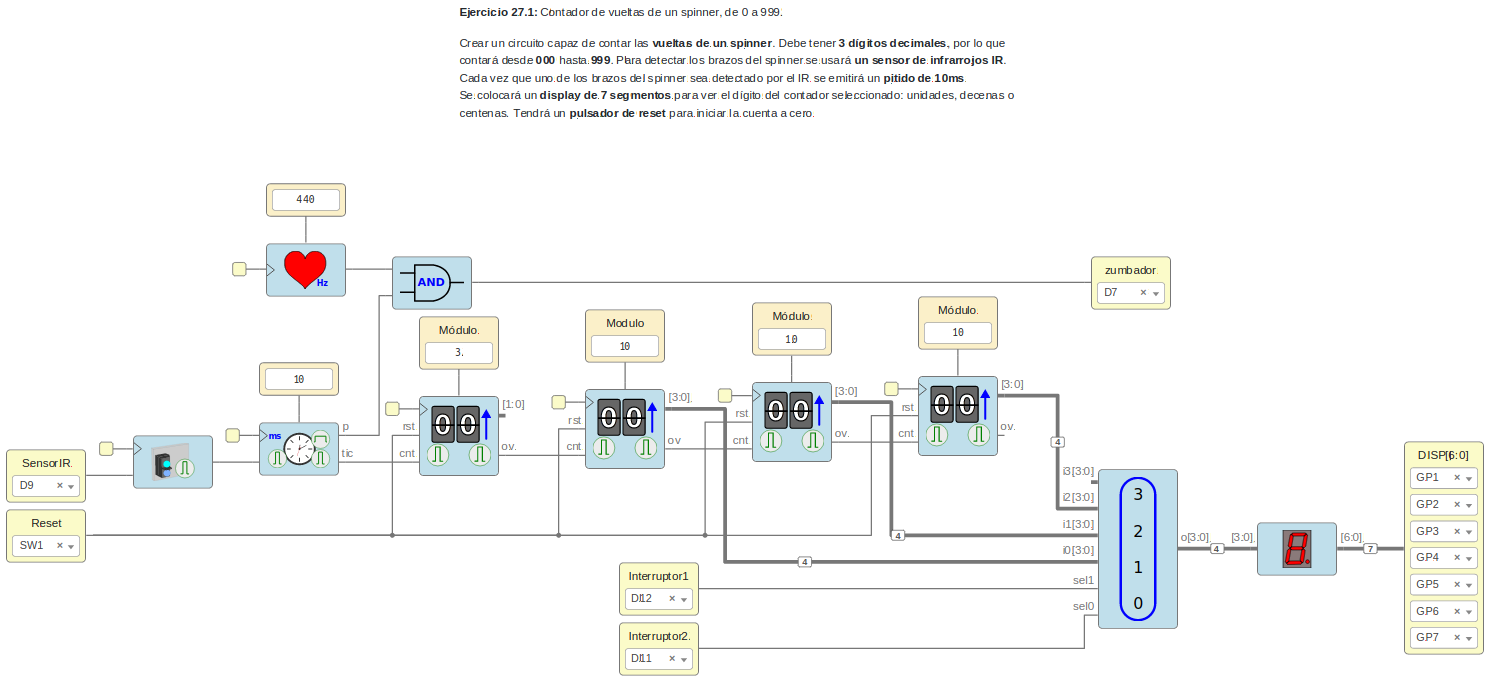 Ejercicio 27.1: Contador de vueltas de un spinner, de 0 a 999.
Crear un circuito capaz de contar las vueltas de un spinner. Debe tener 3 dígitos decimales, por lo que
contará desde 000 hasta 999. Para detectar los brazos del spinner se usará un sensor de infrarrojos IR.
Cada vez que uno de los brazos del spinner sea detectado por el IR se emitirá un pitido de 10ms.
Se colocará un display de 7 segmentos para ver el dígito del contador seleccionado: unidades, decenas o
centenas. Tendrá un pulsador de reset para iniciar la cuenta a cero.
440
Hz
AND
zumbador
D7
Módulo
3
Modulo
10
Módulo
10
Módulo
10
10
ms
p
tic
SensorIR
D9
Reset
SW1
00
rst
cnt
[1:0]
ov
00
rst
cnt
[3:0]
ov
00
rst
cnt
[3:0]
ov
00
rst
cnt
[3:0]
ov
4
4
4
i3[3:0]
i2[3:0]
i1[3:0]
i0[3:0]
sel1
sel0
3
2
1
0
o[3:0]
4
[3:0]
8.
[6:0]
7
Interruptor1
DI12
Interruptor2
DI11
DISP[6:0]
GP1
GP2
GP3
GP4
GP5
GP6
GP7